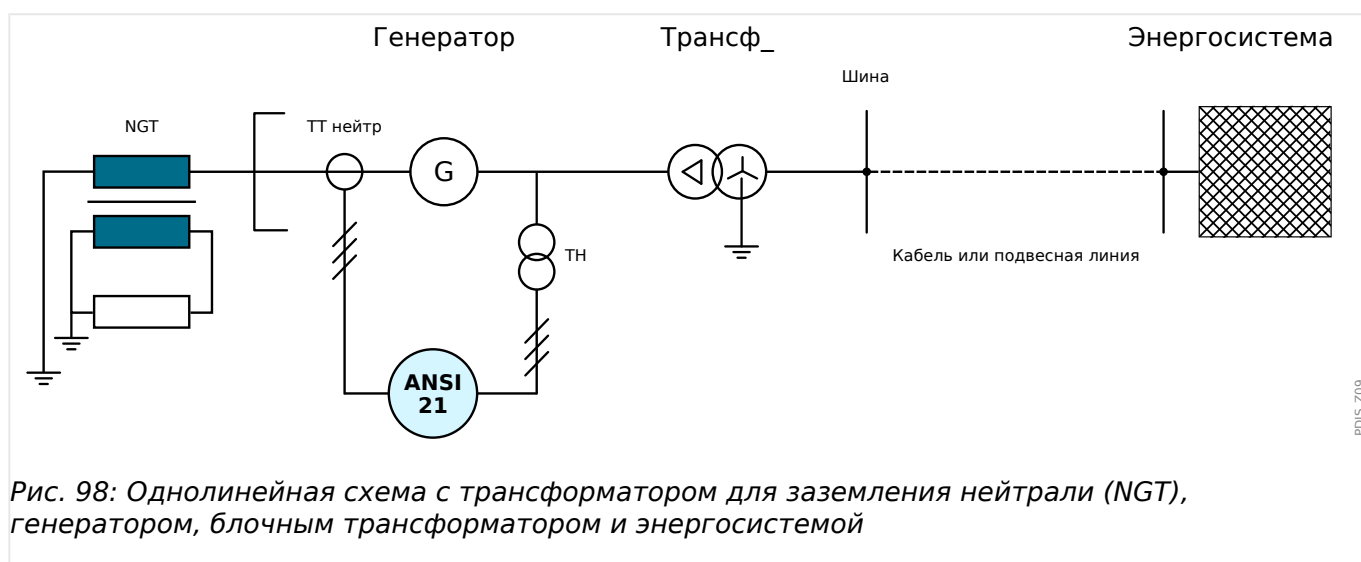 Генератор
Трансф_
Энергосистема
Шина
NGT
ТТ нейтр
G
ТН
Кабель или подвесная линия
ANSI
21
PDIS_Z09
Рис. 98: Однолинейная схема с трансформатором для заземления нейтрали (NGT),
генератором, блочным трансформатором и энергосистемой